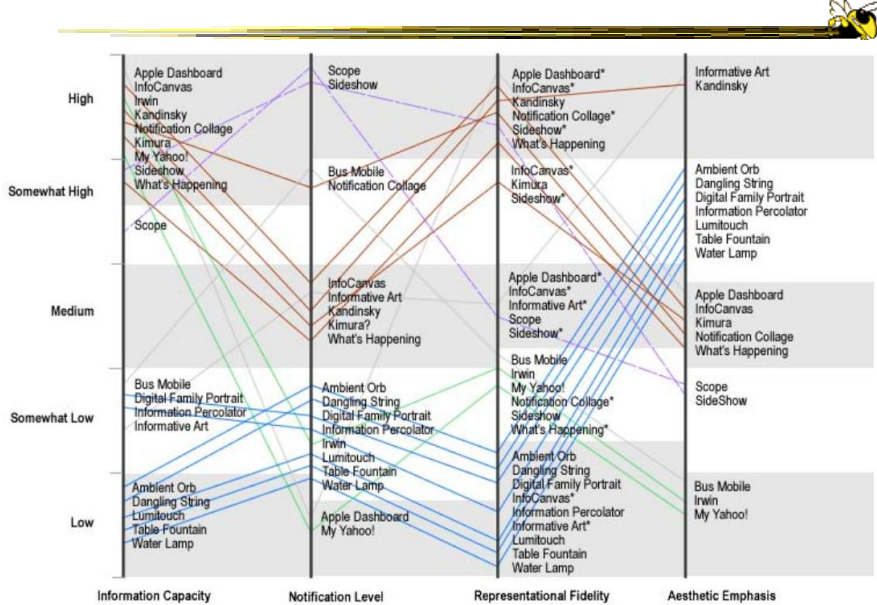 High
Somewhat High
Medium
Somewhat Low
Low
Apple Dashboard
InfoCanvas
Irwin
Kandinsky
Notification Collage
Kimura
My Yahoo!
Sideshow
What's Happening
Scope
Bus Mobile
Digital Family Portrait
Information Percolator
Informative Art
Ambient Orb
Dangling String
Lumitouch
Table Fountain
Water Lamp
Information Capacity
Scope
Sideshow
Bus Mobile
Notification Collage
InfoCanvas
Informative Art
Kandinsky
Kimura?
What's Happening
Ambient Orb
Dangling String
Digital Family Portrait
Information Percolator
Irwin
Lumitouch
Table Fountain
Water Lamp
Apple Dashboard
My Yahoo!
Notification Level
Apple Dashboard*
InfoCanvas*
Kandinsky
Notification Collage*
Sideshow*
What's Happening
InfoCanvas*
Kimura
Sideshow*
Apple Dashboard*
InfoCanvas*
Informative Art*
Scope
Sideshow*
Bus Mobile
Irwin
My Yahoo!
Notification Collage*
Sideshow
What's Happening*
Ambient Orb
Dangling String
Digital Family Portrait
InfoCanvas*
Information Percolator
Informative Art*
Lumitouch
Table Fountain
Water Lamp
Representational Fidelity
Informative Art
Kandinsky
Ambient Orb
Dangling String
Digital Family Portrait
Information Percolator
Lumitouch
Table Fountain
Water Lamp
Apple Dashboard
InfoCanvas
Kimura
Notification Collage
What's Happening
Scope
SideShow
Bus Mobile
Irwin
My Yahoo!
Aesthetic Emphasis